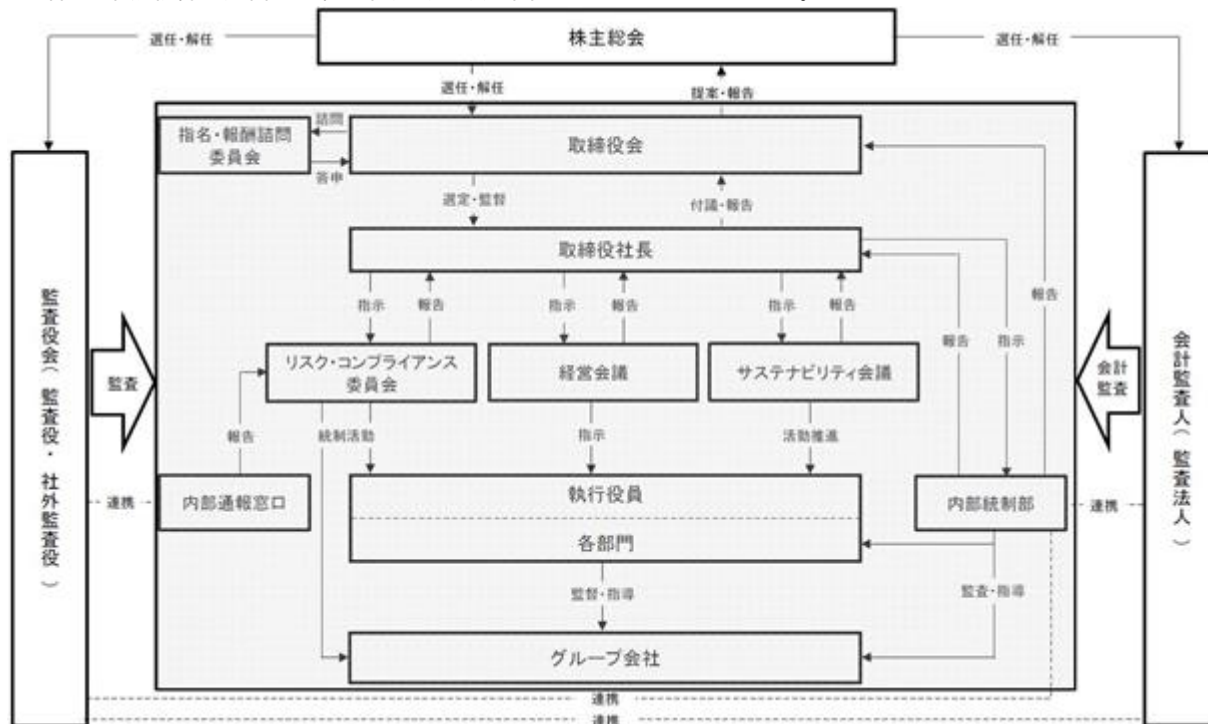 株主総会
選任・解任
選任・解任
選任・解任
提案・報告
指名・報酬諮問
委員会
諮問
答申
取締役会
選定・監督
付議・報告
取締役社長
指示
報告
指示
報告
指示
報告
報告
指示
報告
リスク・コンプライアンス
委員会
経営会議
サステナビリティ会議
監査役会(監査役・社外監査役)
監査
会計
監査
会計監査人(監査法人)
報告
統制活動
指示
活動推進
連携
内部通報窓口
執行役員
各部門
内部統制部
連携
監督・指導
監査・指導
グループ会社
連携
連携